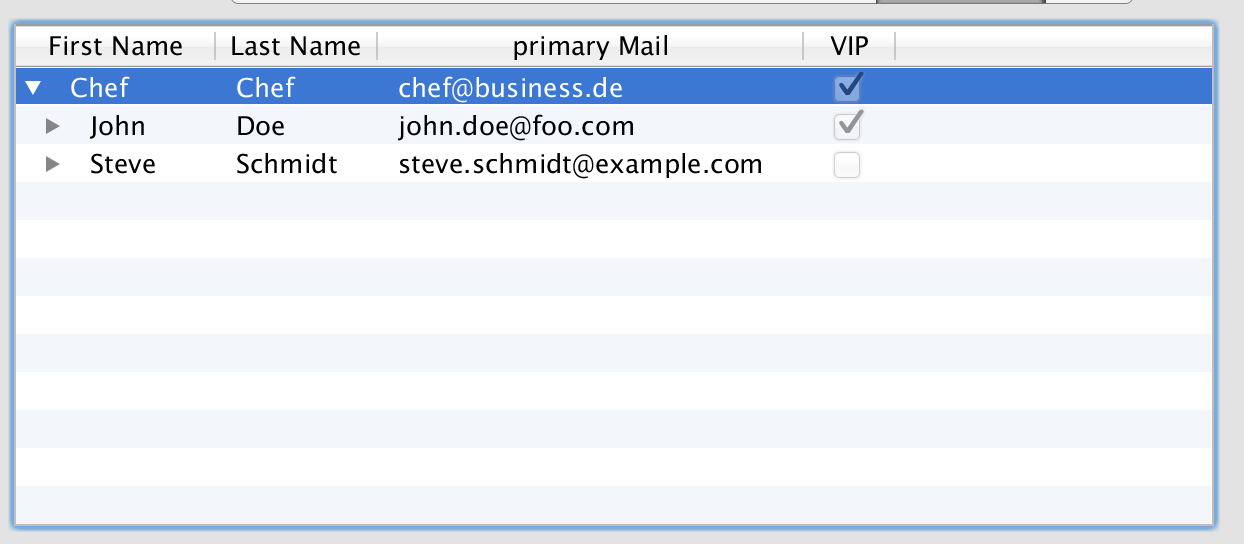 First Name Last Name primary Mail VIP
Chef Chef chef@business.de
John Doe john.doe@foo.com
Steve Schmidt steve.schmidt@example.com